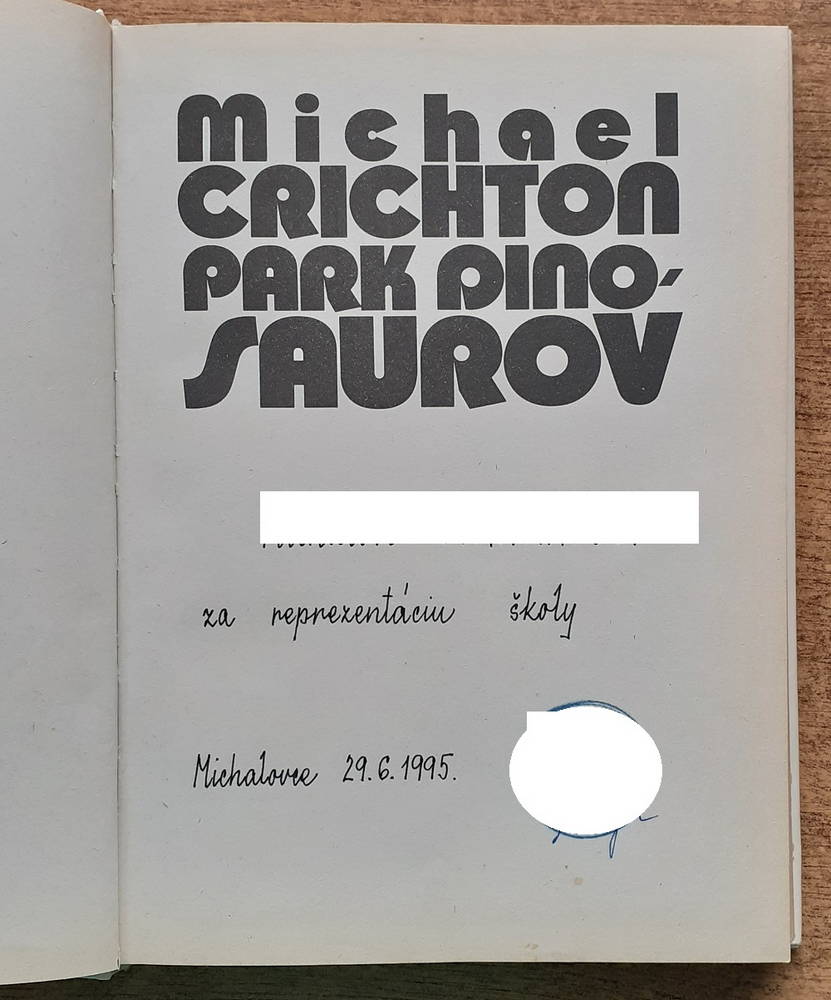 Michael
CRICHTON
PARK DINO-
SAUROV
za reprezentáciu školy
Michalovce 29.6.1995.